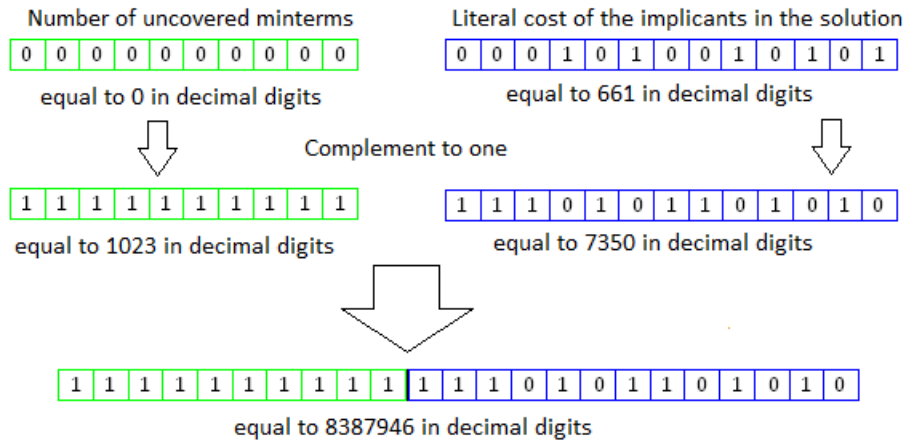 Number of uncovered minterms
Literal cost of the implicants in the solution
0 0 0 0 0 0 0 0 0 0
0 0 0 1 0 1 0 0 1 0 1 0 1
equal to 0 in decimal digits
equal to 661 in decimal digits
Complement to one
1 1 1 1 1 1 1 1 1 1
1 1 1 0 1 0 1 1 0 1 0 1 0
equal to 1023 in decimal digits
equal to 7350 in decimal digits
1 1 1 1 1 1 1 1 1 1 1 1 1 0 1 0 1 1 0 1 0 1 0
equal to 8387946 in decimal digits